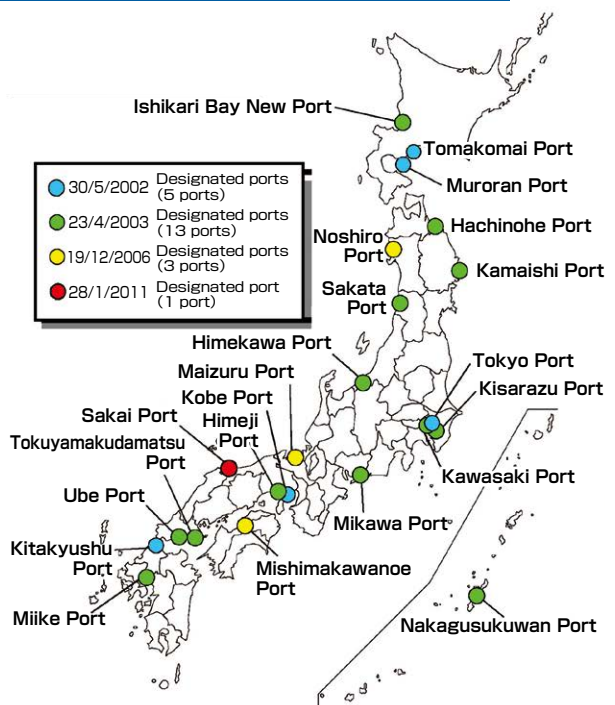 Ishikari Bay New Port
Tomakomai Port
Muroran Port
30/5/2002 Designated ports
(5 ports)
23/4/2003 Designated ports
(13 ports)
19/12/2006 Designated ports
(3 ports)
28/1/2011 Designated port
(1 port)
Hachinohe Port
Noshiro
Port
Kamaishi Port
Sakata
Port
Himekawa Port
Tokyo Port
Maizuru Port
Kisarazu Port
Kobe Port
Sakai Port
Himeji
Port
Tokuyamakudamatsu
Port
Kawasaki Port
Ube Port
Mikawa Port
Kitakyushu
Port
Mishimakawanoe
Port
Miike Port
Nakagusukuwan Port